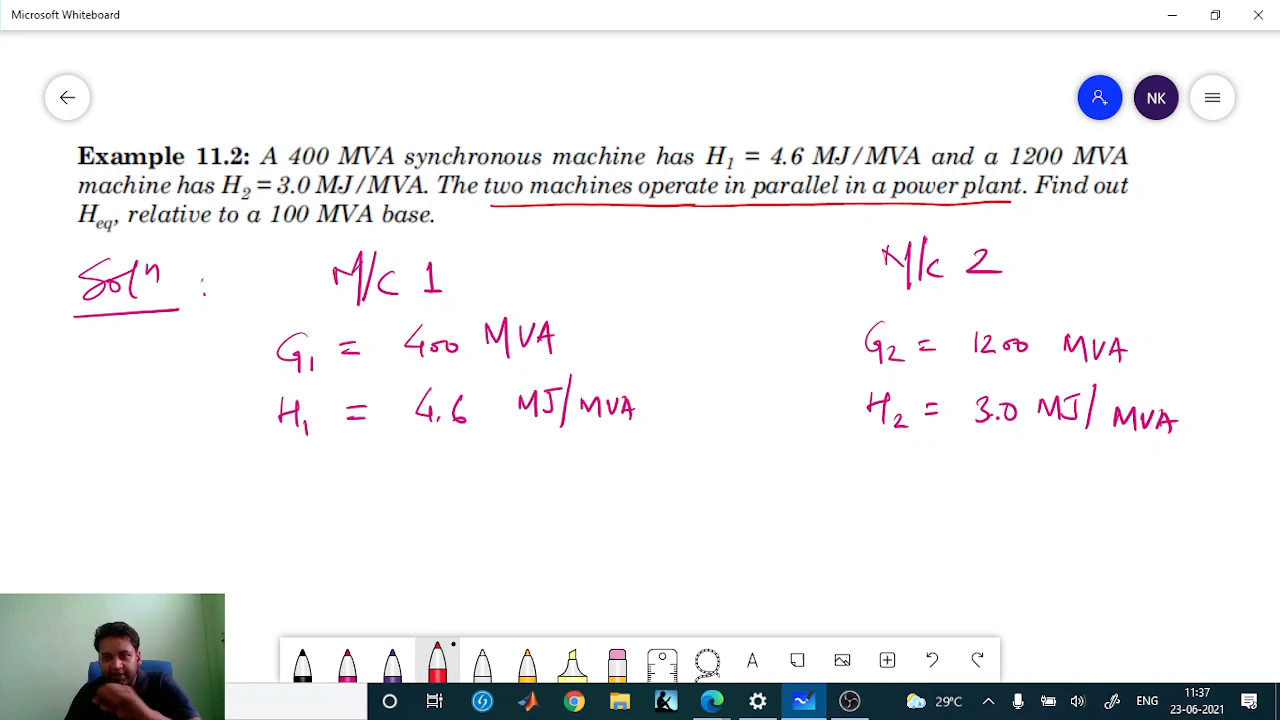 Microsoft Whiteboard
NK
Example 11.2: A 400 MVA synchronous machine has H1 = 4.6 MJ/MVA and a 1200 MVA
machine has H2 = 3.0 MJ/MVA. The two machines operate in parallel in a power plant. Find out
Heq, relative to a 100 MVA base.
Solⁿ :
M/C 1
M/C 2
G1 = 400 MVA
G2 = 1200 MVA
H1 = 4.6 MJ/MVA
H2 = 3.0 MJ/MVA
A
29°C
ENG
11:37
23-06-2021